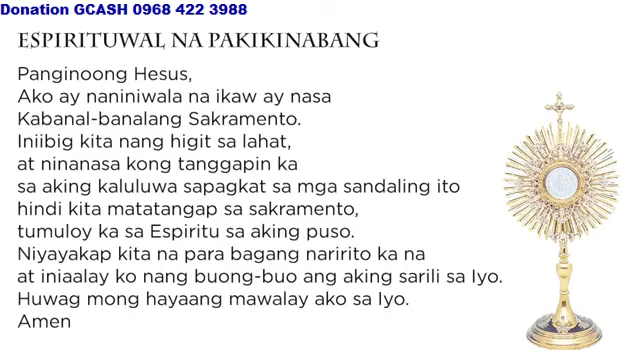 Donation GCASH 0968 422 3988
ESPIRITUWAL NA PAKIKINABANG
Panginoong Hesus,
Ako ay naniniwala na ikaw ay nasa
Kabanal-banalang Sakramento.
Iniibig kita nang higit sa lahat,
at ninanasa kong tanggapin ka
sa aking kaluluwa sapagkat sa mga sandaling ito
hindi kita matatangap sa sakramento,
tumuloy ka sa Espiritu sa aking puso.
Niyayakap kita na para bagang naririto ka na
at iniaalay ko nang buong-buo ang aking sarili sa Iyo.
Huwag mong hayaang mawalay ako sa Iyo.
Amen